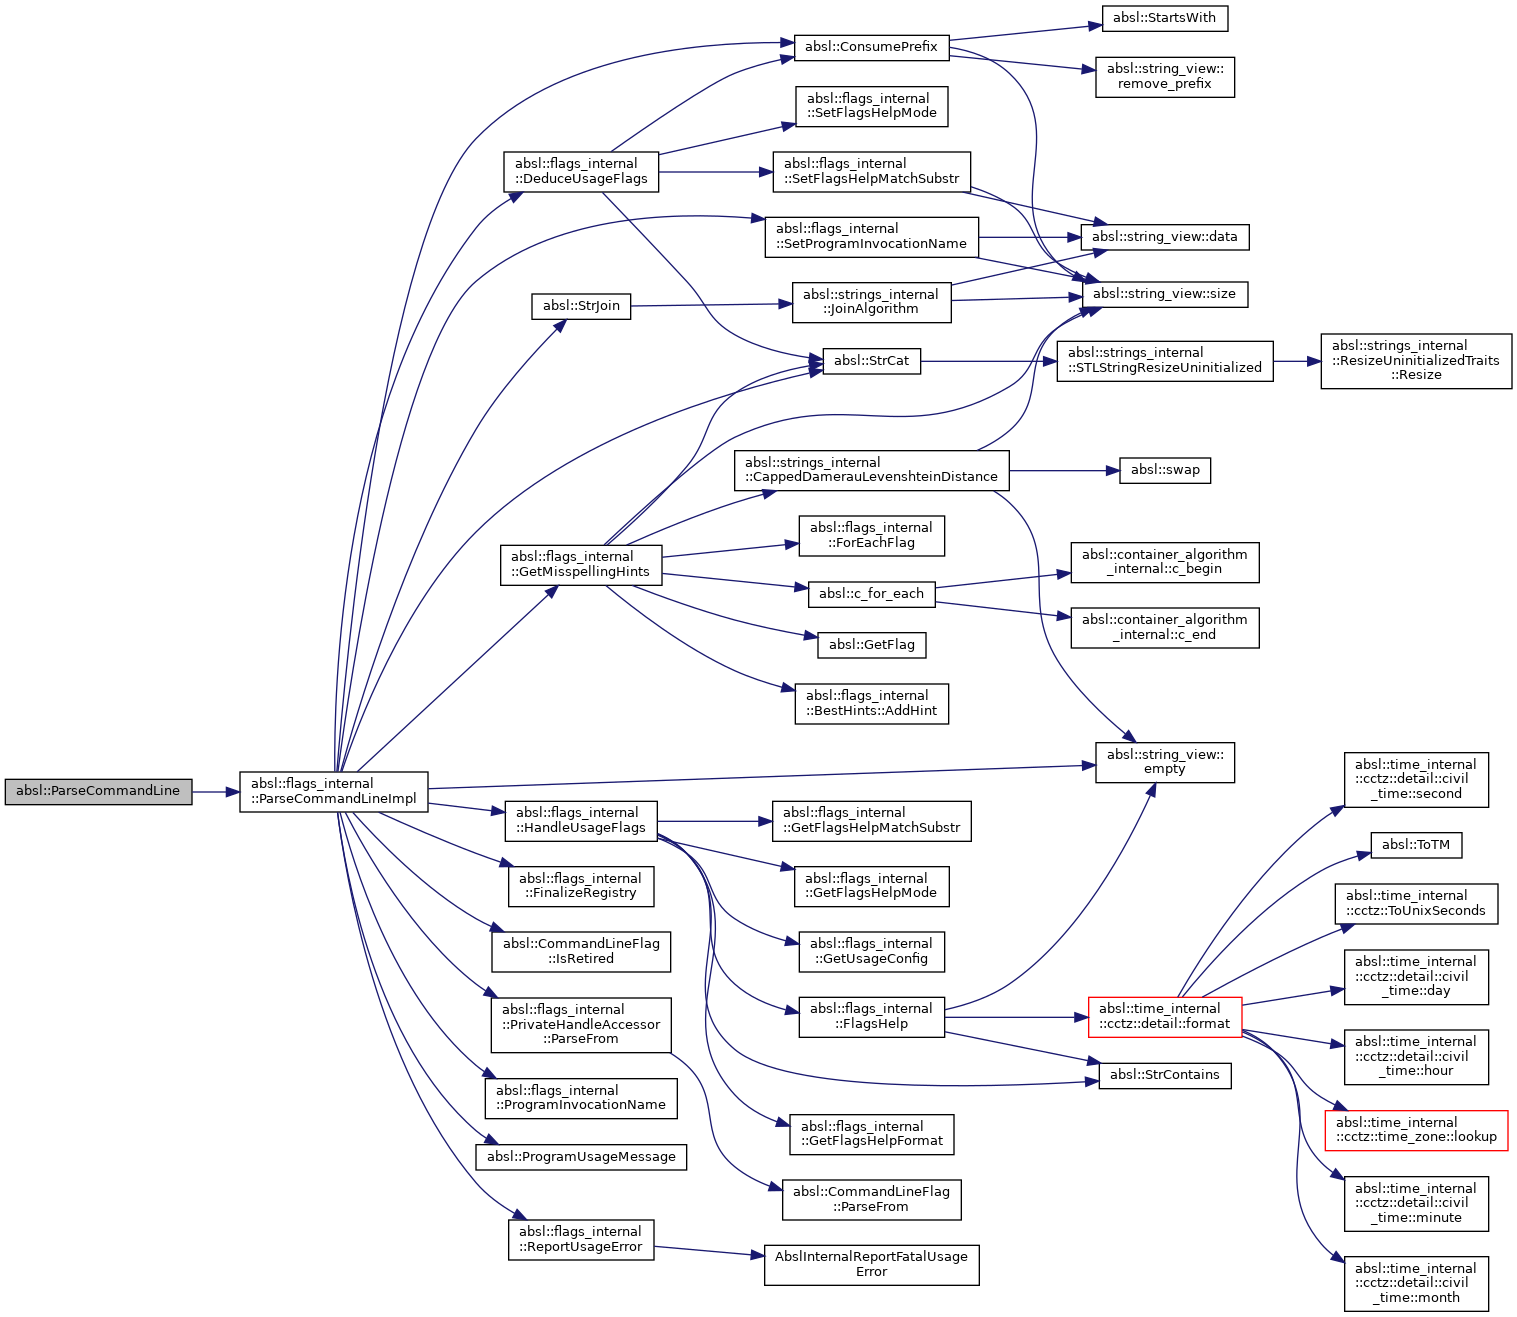 absl::ParseCommandLine
absl::flags_internal
::ParseCommandLineImpl
absl::flags_internal
::DeduceUsageFlags
absl::StrJoin
absl::flags_internal
::GetMisspellingHints
absl::flags_internal
::HandleUsageFlags
absl::flags_internal
::FinalizeRegistry
absl::CommandLineFlag
::IsRetired
absl::flags_internal
::PrivateHandleAccessor
::ParseFrom
absl::flags_internal
::ProgramInvocationName
absl::ProgramUsageMessage
absl::flags_internal
::ReportUsageError
absl::ConsumePrefix
absl::flags_internal
::SetFlagsHelpMode
absl::flags_internal
::SetFlagsHelpMatchSubstr
absl::flags_internal
::SetProgramInvocationName
absl::strings_internal
::JoinAlgorithm
absl::StrCat
absl::strings_internal
::CappedDamerauLevenshteinDistance
absl::flags_internal
::ForEachFlag
absl::c_for_each
absl::GetFlag
absl::flags_internal
::BestHints::AddHint
absl::flags_internal
::GetFlagsHelpMatchSubstr
absl::flags_internal
::GetFlagsHelpMode
absl::flags_internal
::GetUsageConfig
absl::flags_internal
::FlagsHelp
absl::flags_internal
::GetFlagsHelpFormat
absl::CommandLineFlag
::ParseFrom
AbslInternalReportFatalUsage
Error
absl::StartsWith
absl::string_view::
remove_prefix
absl::string_view::data
absl::string_view::size
absl::strings_internal
::STLStringResizeUninitialized
absl::swap
absl::container_algorithm
_internal::c_begin
absl::container_algorithm
_internal::c_end
absl::string_view::
empty
absl::time_internal
::cctz::detail::format
absl::StrContains
absl::strings_internal
::ResizeUninitializedTraits
::Resize
absl::time_internal
::cctz::detail::civil
_time::second
absl::ToTM
absl::time_internal
::cctz::ToUnixSeconds
absl::time_internal
::cctz::detail::civil
_time::day
absl::time_internal
::cctz::detail::civil
_time::hour
absl::time_internal
::cctz::time_zone::lookup
absl::time_internal
::cctz::detail::civil
_time::minute
absl::time_internal
::cctz::detail::civil
_time::month